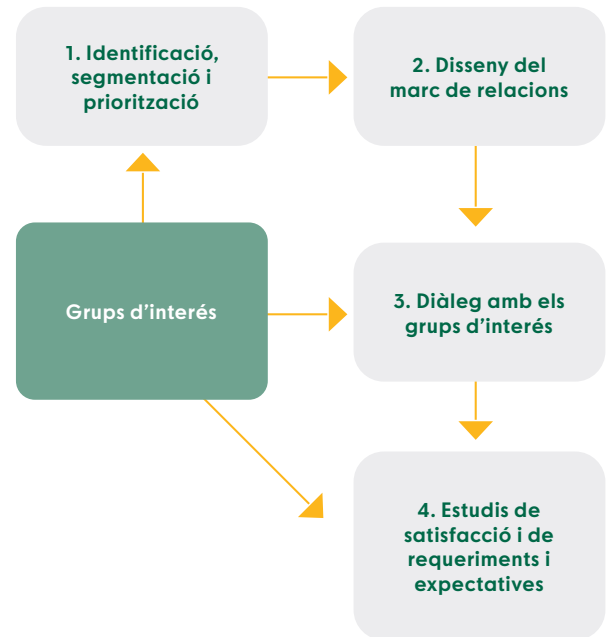 1. Identificació,
segmentació i
priorització
2. Disseny del
marc de relacions
Grups d’interés
3. Diàleg amb els
grups d’interés
4. Estudis de
satisfacció i de
requeriments i
expectatives